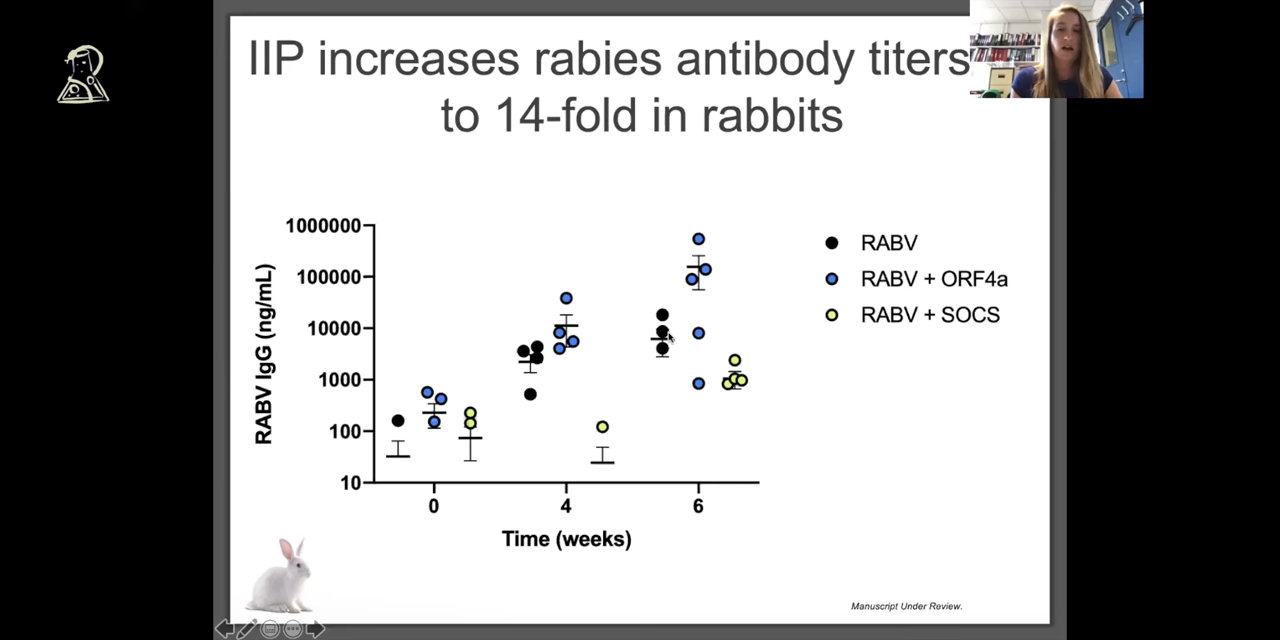 IIP increases rabies antibody titers
to 14-fold in rabbits
1000000
100000
10000
1000
100
10
RABV IgG (ng/mL)
0
4
6
Time (weeks)
RABV
RABV + ORF4a
RABV + SOCS
Manuscript Under Review.